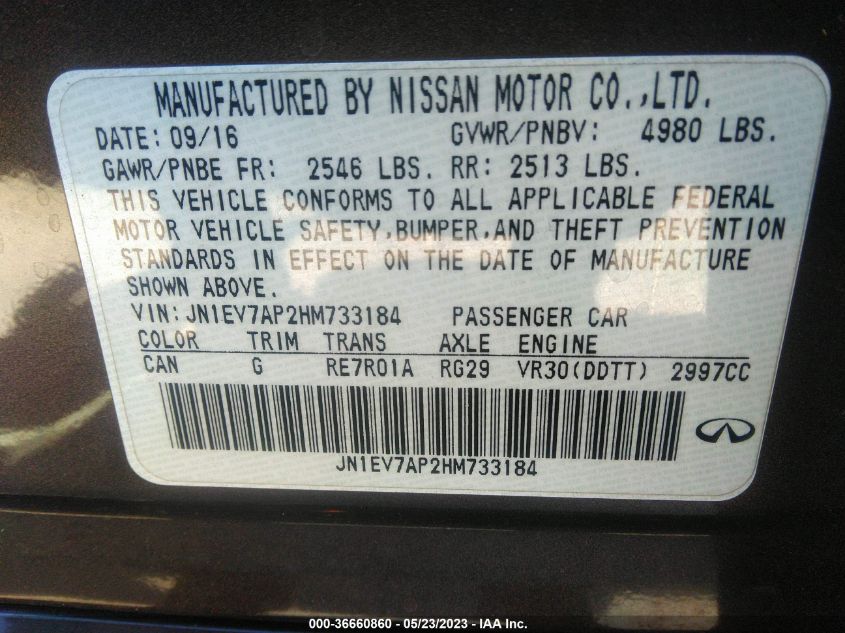 MANUFACTURED BY NISSAN MOTOR CO.,LTD.
DATE: 09/16 GVWR/PNBV: 4980 LBS.
GAWR/PNBE FR: 2546 LBS. RR: 2513 LBS.
THIS VEHICLE CONFORMS TO ALL APPLICABLE FEDERAL
MOTOR VEHICLE SAFETY,BUMPER,AND THEFT PREVENTION
STANDARDS IN EFFECT ON THE DATE OF MANUFACTURE
SHOWN ABOVE.
VIN: JN1EV7AP2HM733184 PASSENGER CAR
COLOR TRIM TRANS AXLE ENGINE
CAN G RE7R01A RG29 VR30(DDTT) 2997CC
JN1EV7AP2HM733184
000-36660860 - 05/23/2023 - IAA Inc.